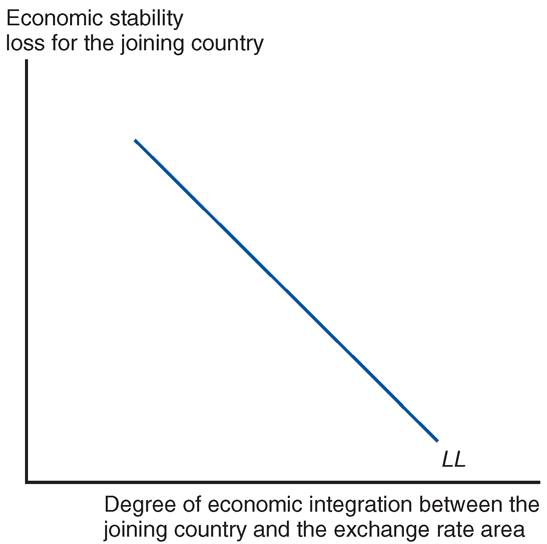 Economic stability
loss for the joining country
LL
Degree of economic integration between the
joining country and the exchange rate area